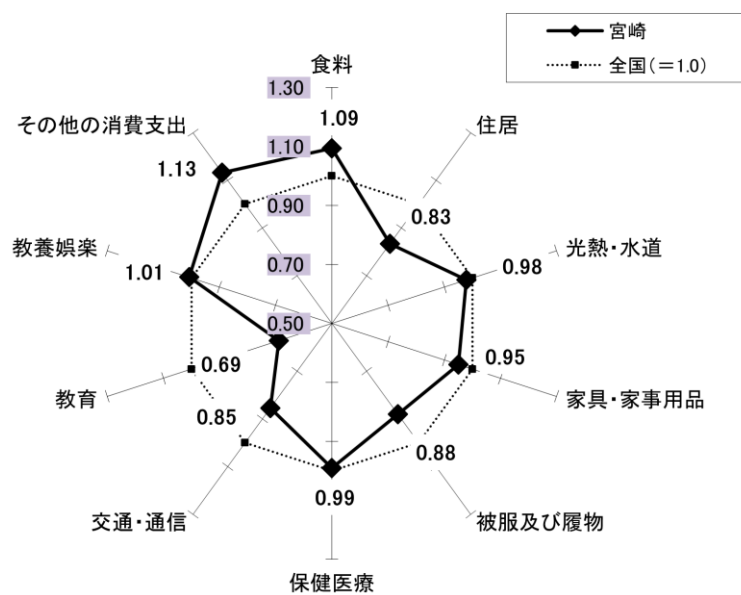 宮崎
全国(＝1.0)
食料
1.30
1.09
その他の消費支出
住居
1.13
1.10
0.90
0.83
教養娯楽
光熱・水道
1.01
0.98
0.70
0.50
0.69
0.95
教育
家具・家事用品
0.85
0.88
0.99
交通・通信
被服及び履物
保健医療